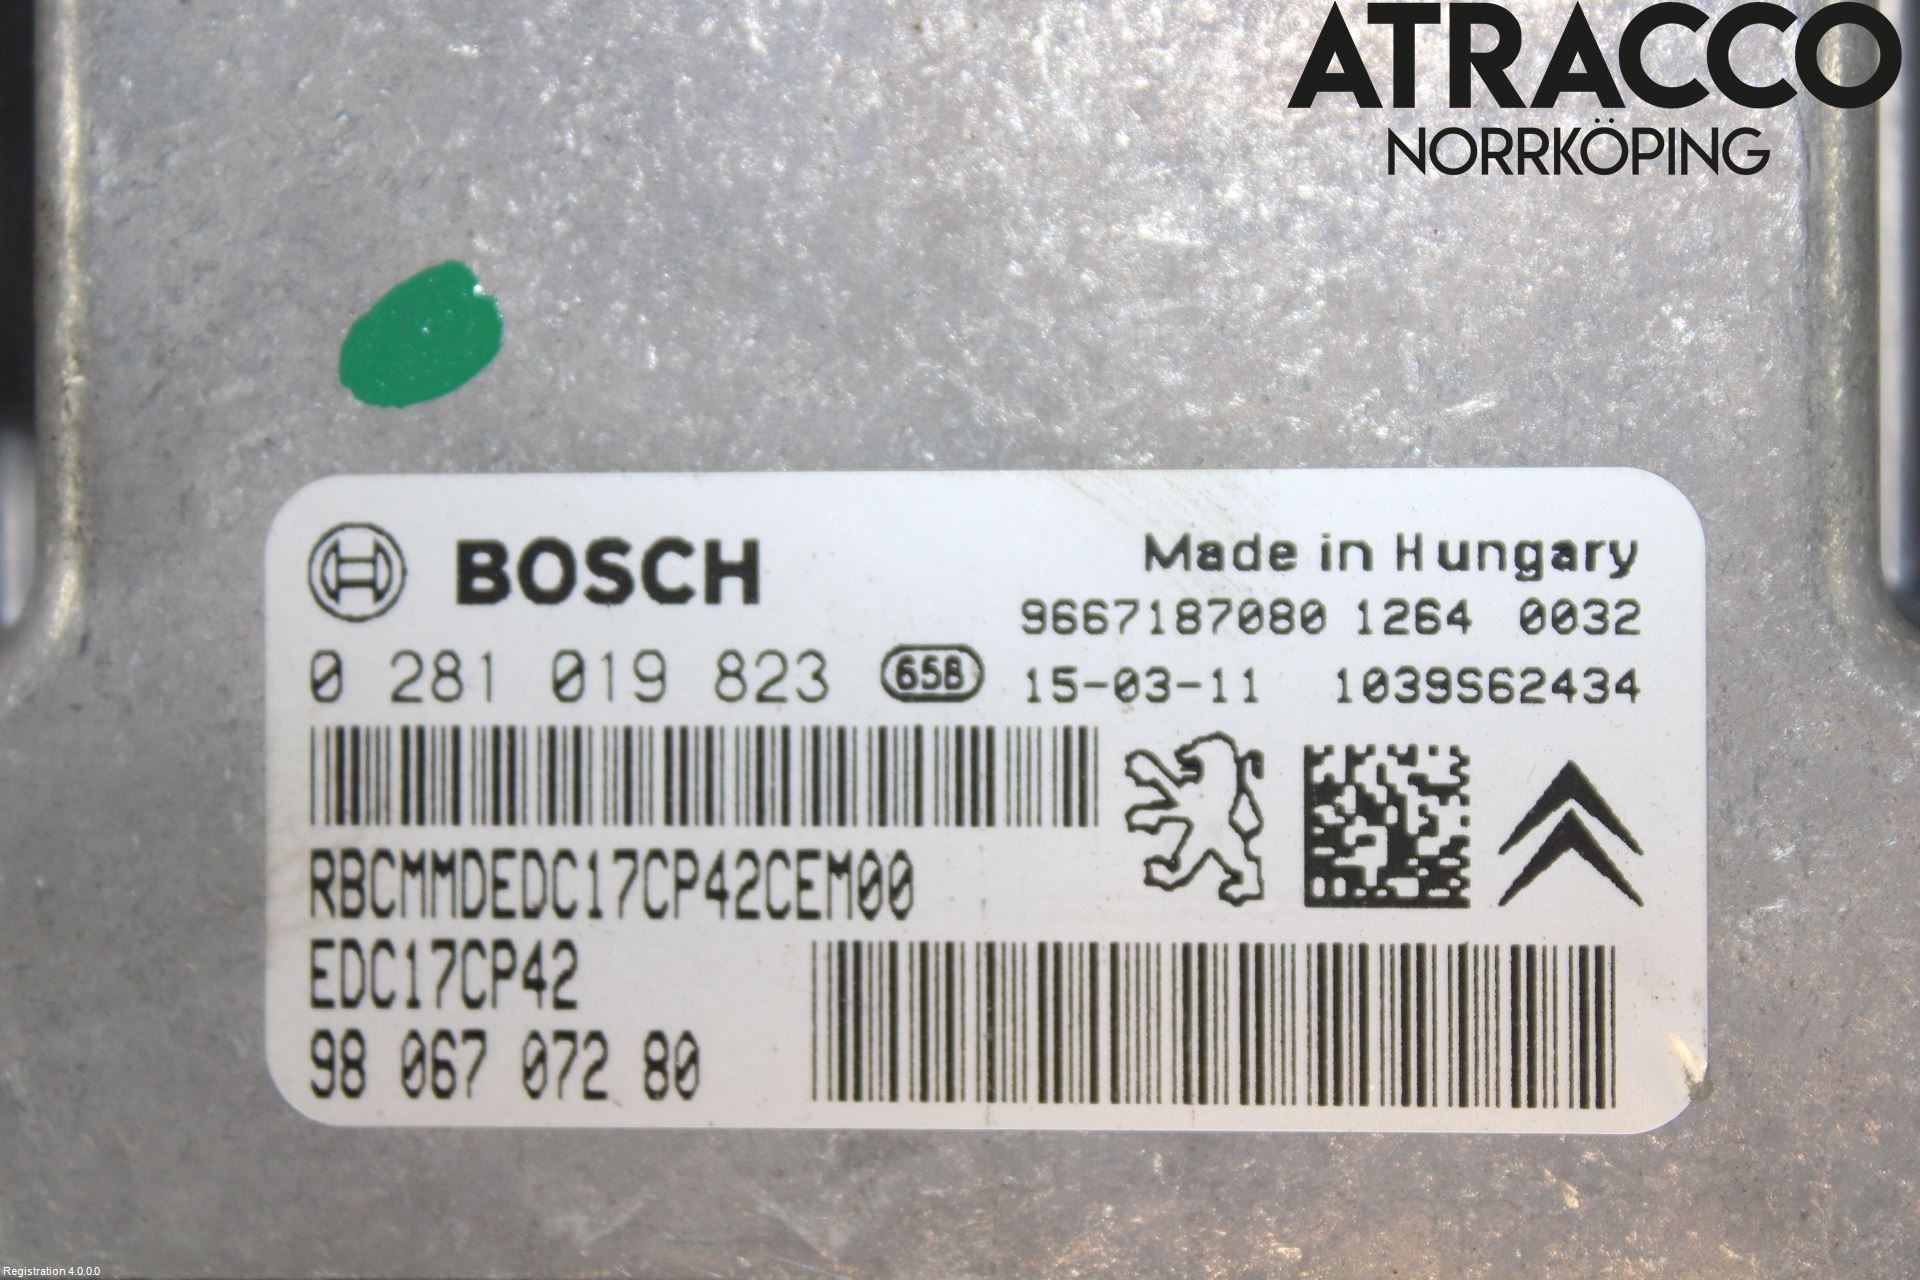 ATRACCO
NORRKÖPING
BOSCH
Made in Hungary
9667187080 1264 0032
0 281 019 823 65B 15-03-11 1039S62434
RBCMMDEDC17CP42CEM00
EDC17CP42
98 067 072 80
Registration 4.0.0.0